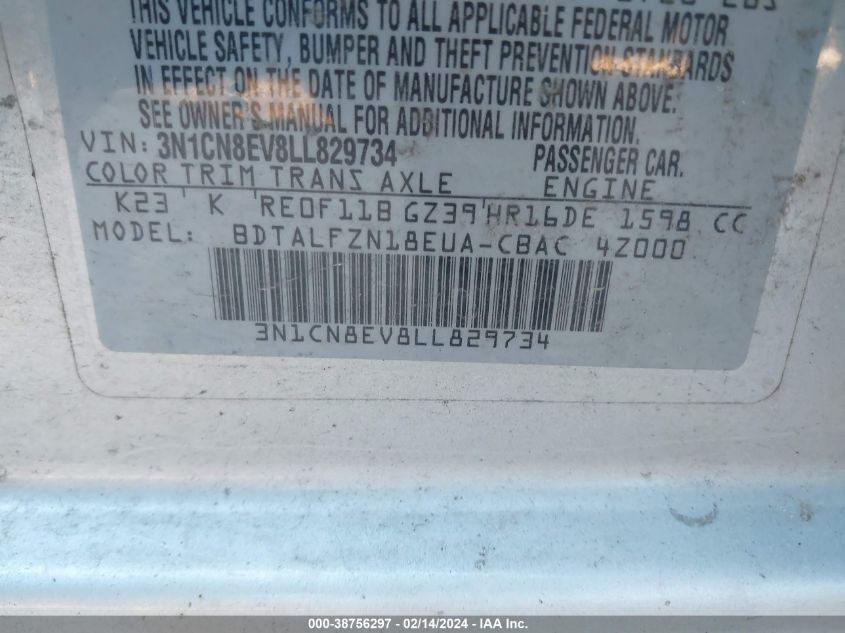 THIS VEHICLE CONFORMS TO ALL APPLICABLE FEDERAL MOTOR
VEHICLE SAFETY, BUMPER AND THEFT PREVENTION STANDARDS
IN EFFECT ON THE DATE OF MANUFACTURE SHOWN ABOVE.
SEE OWNER'S MANUAL FOR ADDITIONAL INFORMATION.
VIN: 3N1CN8EV8LL829734 PASSENGER CAR.
COLOR TRIM TRANS AXLE ENGINE
K23 K RE0F11B GZ39 HR16DE 1598 CC
MODEL: BDTALFZN18EUA-CBAC 4Z000
3N1CN8EV8LL829734
000-38756297 - 02/14/2024 - IAA Inc.